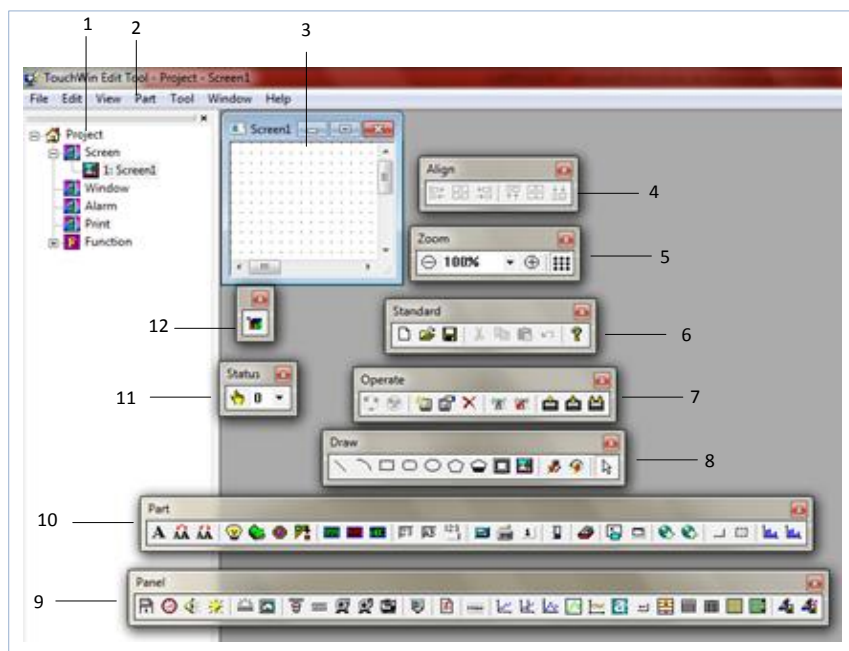 1
2
3
TouchWin Edit Tool - Project - Screen1
File Edit View Part Tool Window Help
Project
Screen
1: Screen1
Window
Alarm
Print
Function
Screen1
Align
4
Zoom
100%
5
12
Standard
6
Status
0
11
Operate
7
Draw
8
Part
10
A
Panel
9